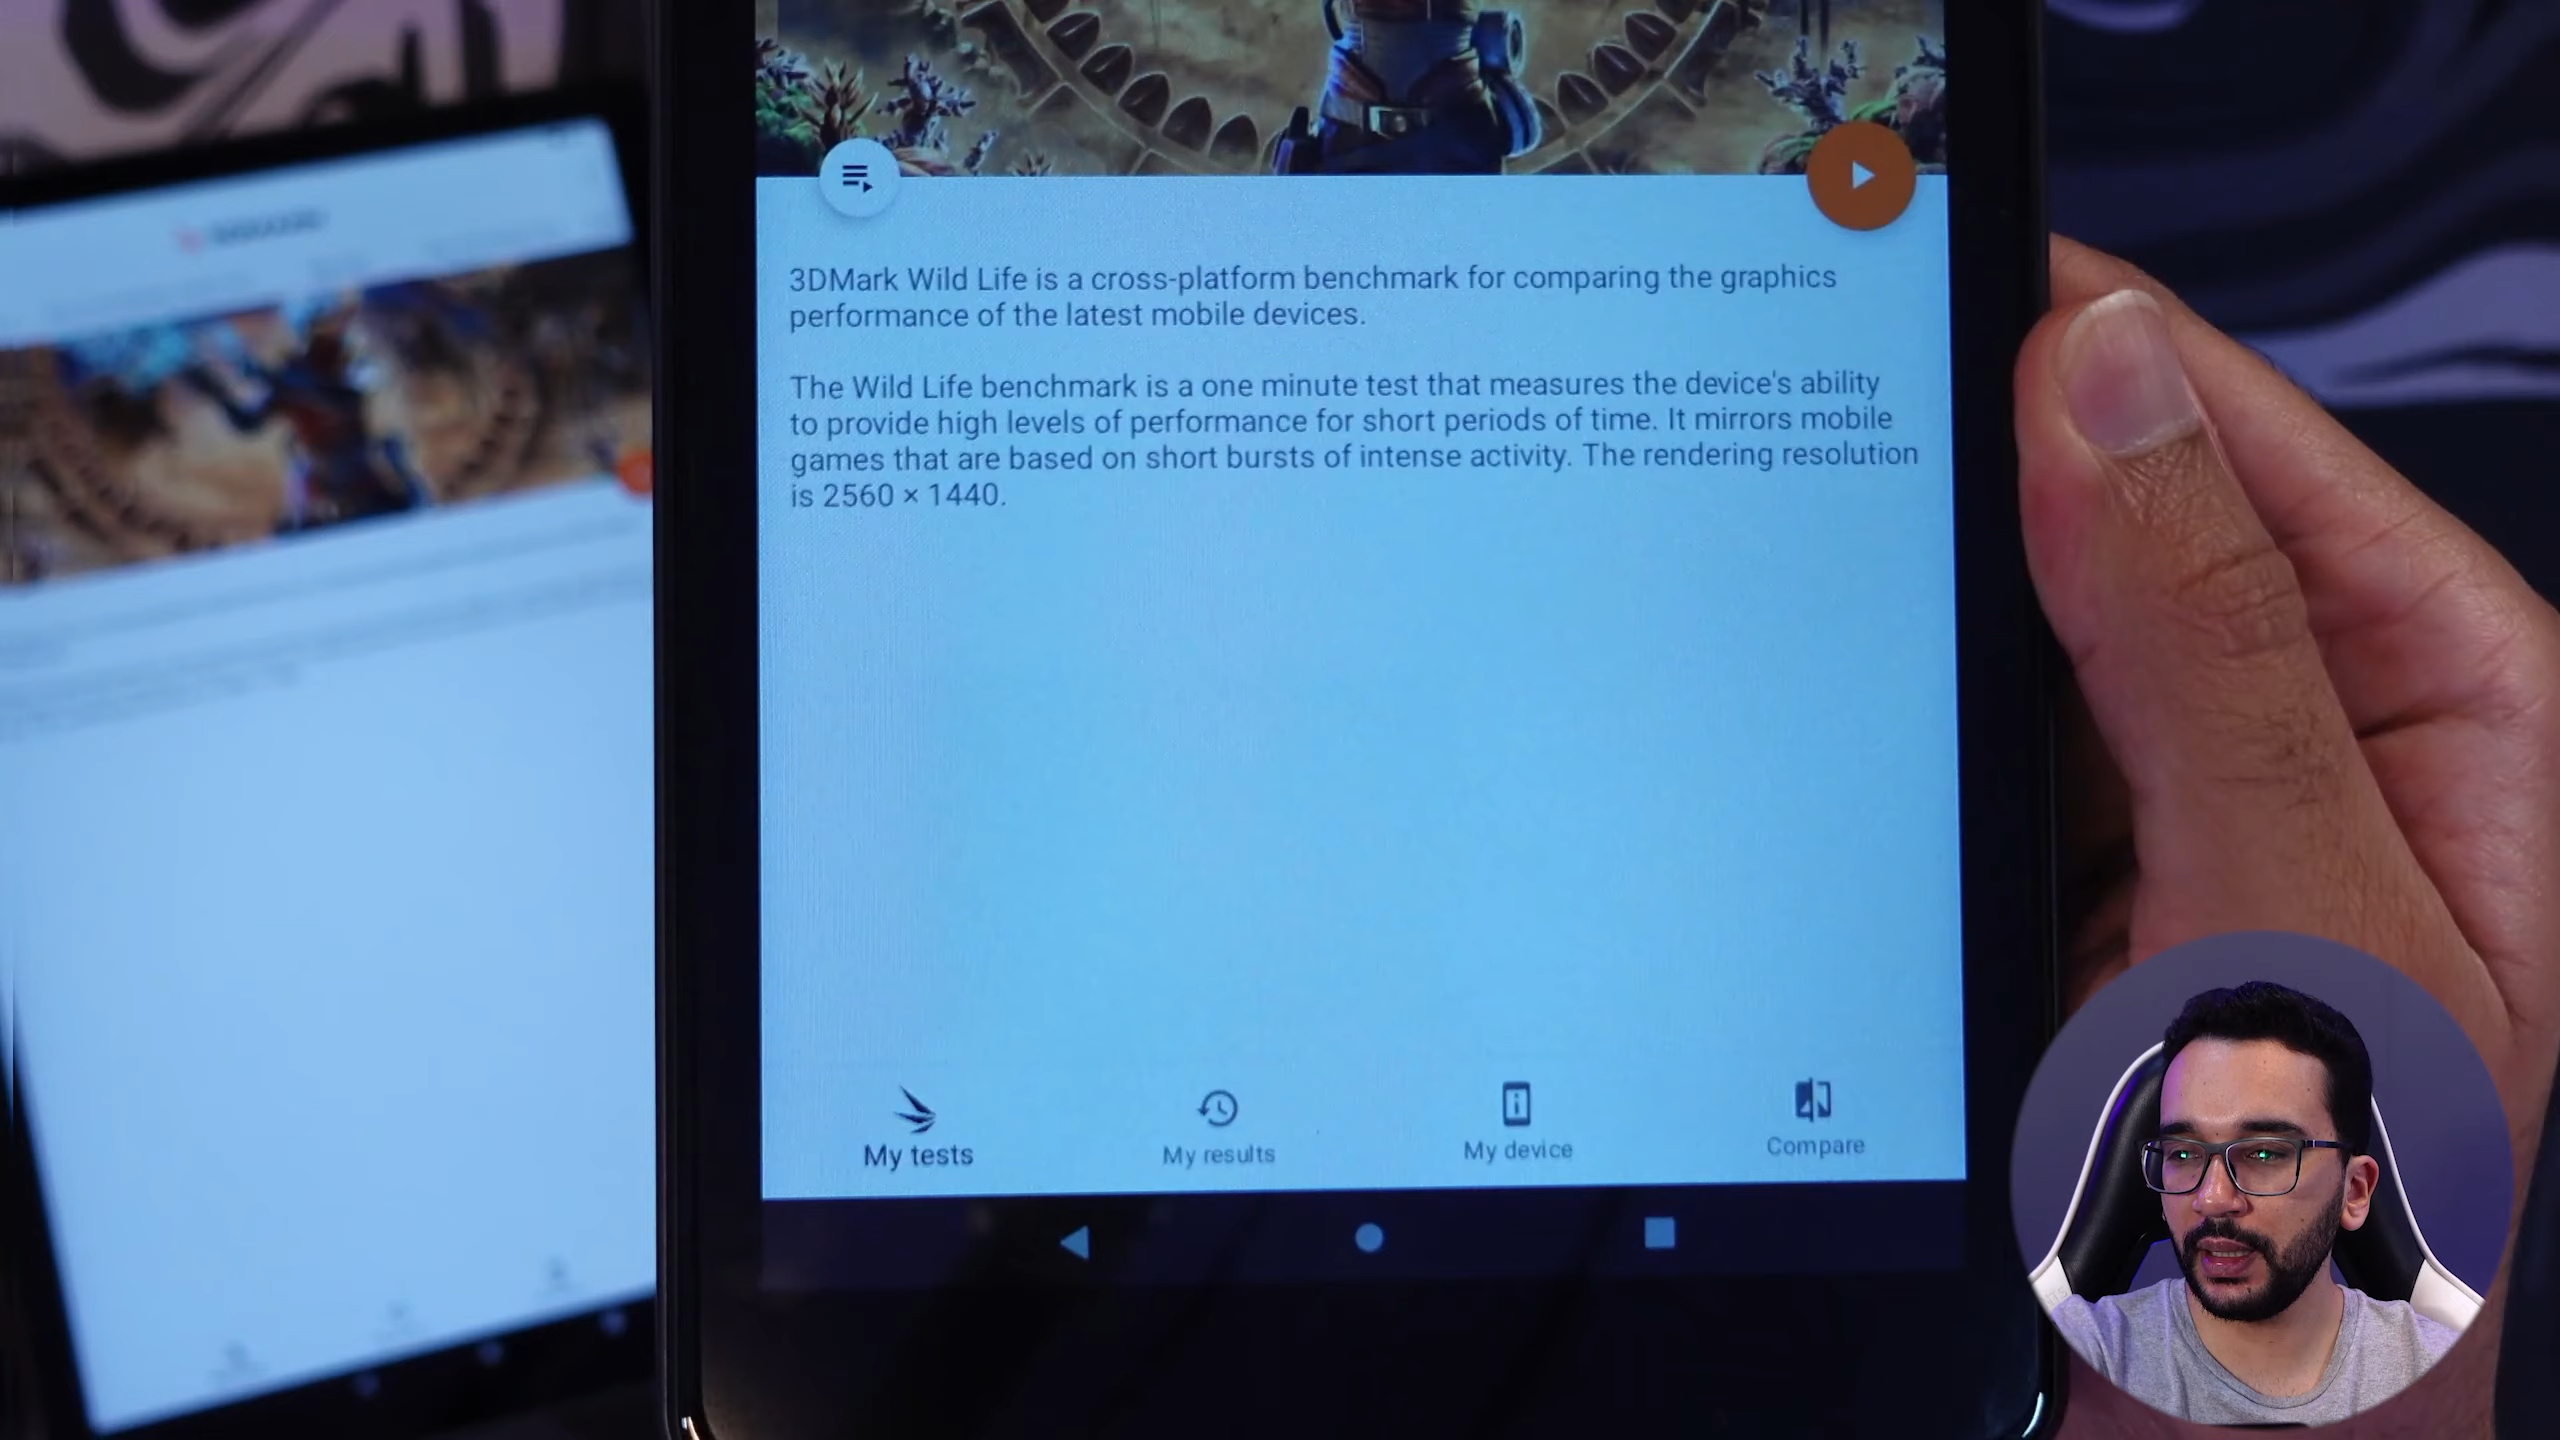 3DMark Wild Life is a cross-platform benchmark for comparing the graphics
performance of the latest mobile devices.
The Wild Life benchmark is a one minute test that measures the device's ability
to provide high levels of performance for short periods of time. It mirrors mobile
games that are based on short bursts of intense activity. The rendering resolution
is 2560 × 1440.
My tests
My results
My device
Compare